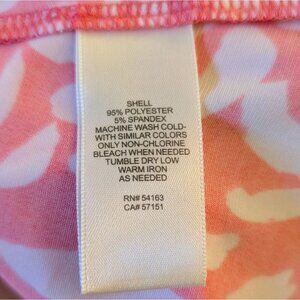 SHELL
95% POLYESTER
5% SPANDEX
MACHINE WASH COLD-
WITH SIMILAR COLORS
ONLY NON-CHLORINE
BLEACH WHEN NEEDED
TUMBLE DRY LOW
WARM IRON
AS NEEDED
RN# 54163
CA# 57151